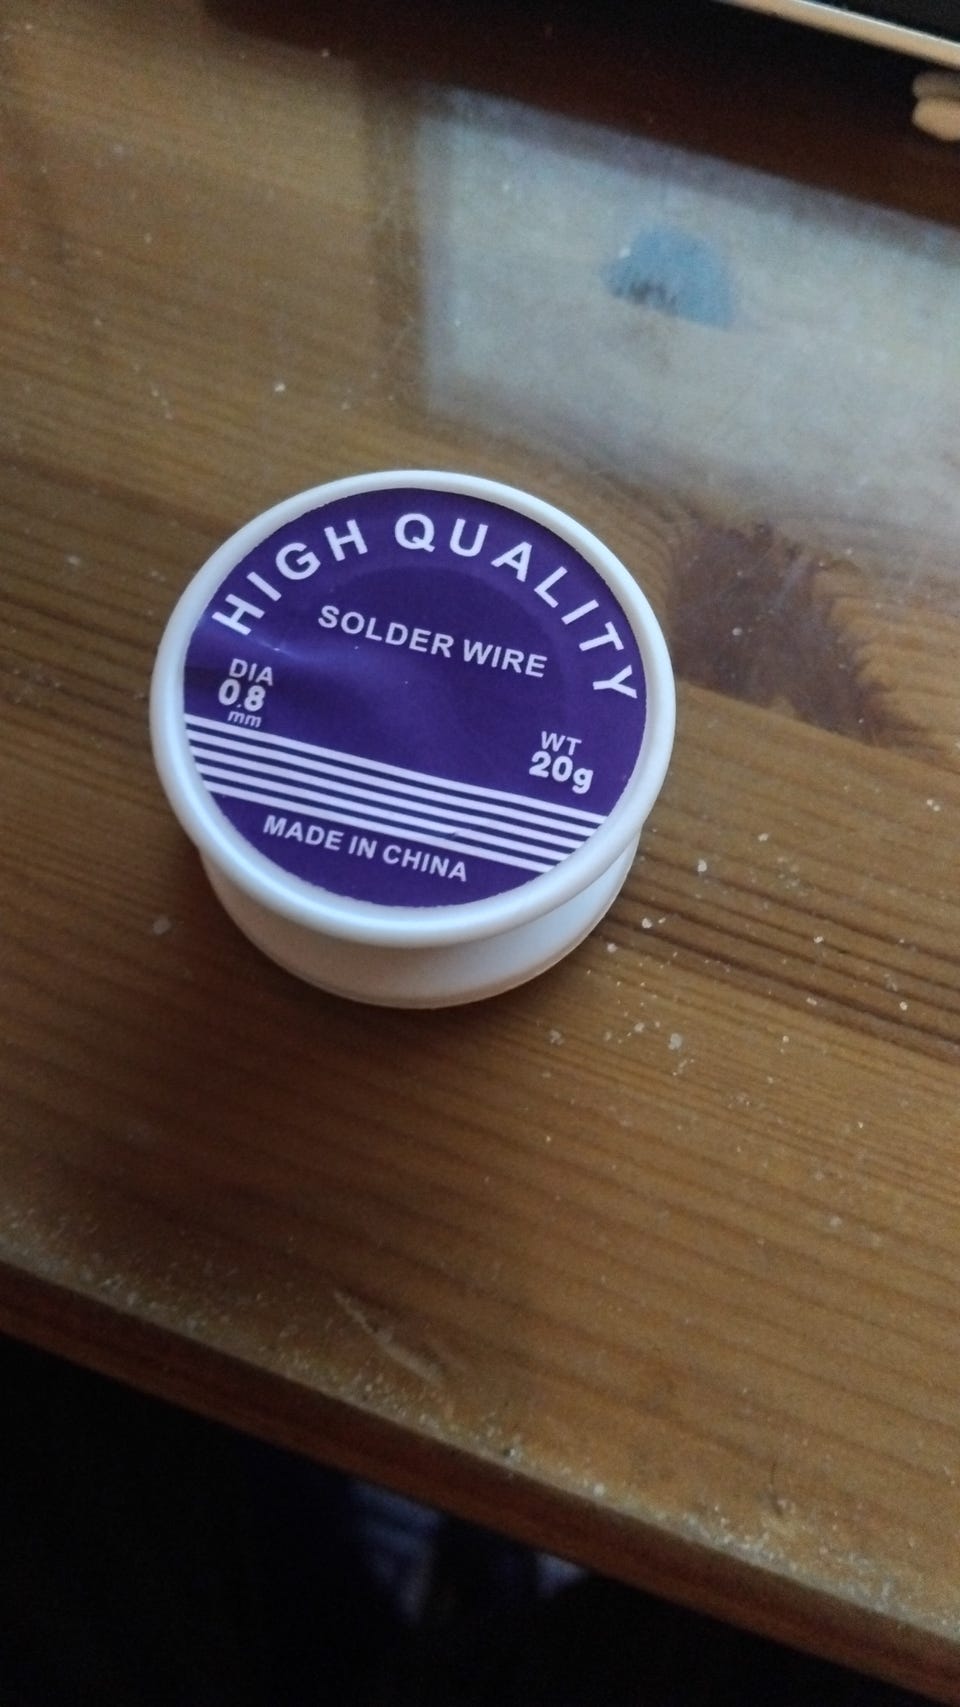 HIGH QUALITY
SOLDER WIRE
DIA
0.8
mm
WT
20g
MADE IN CHINA